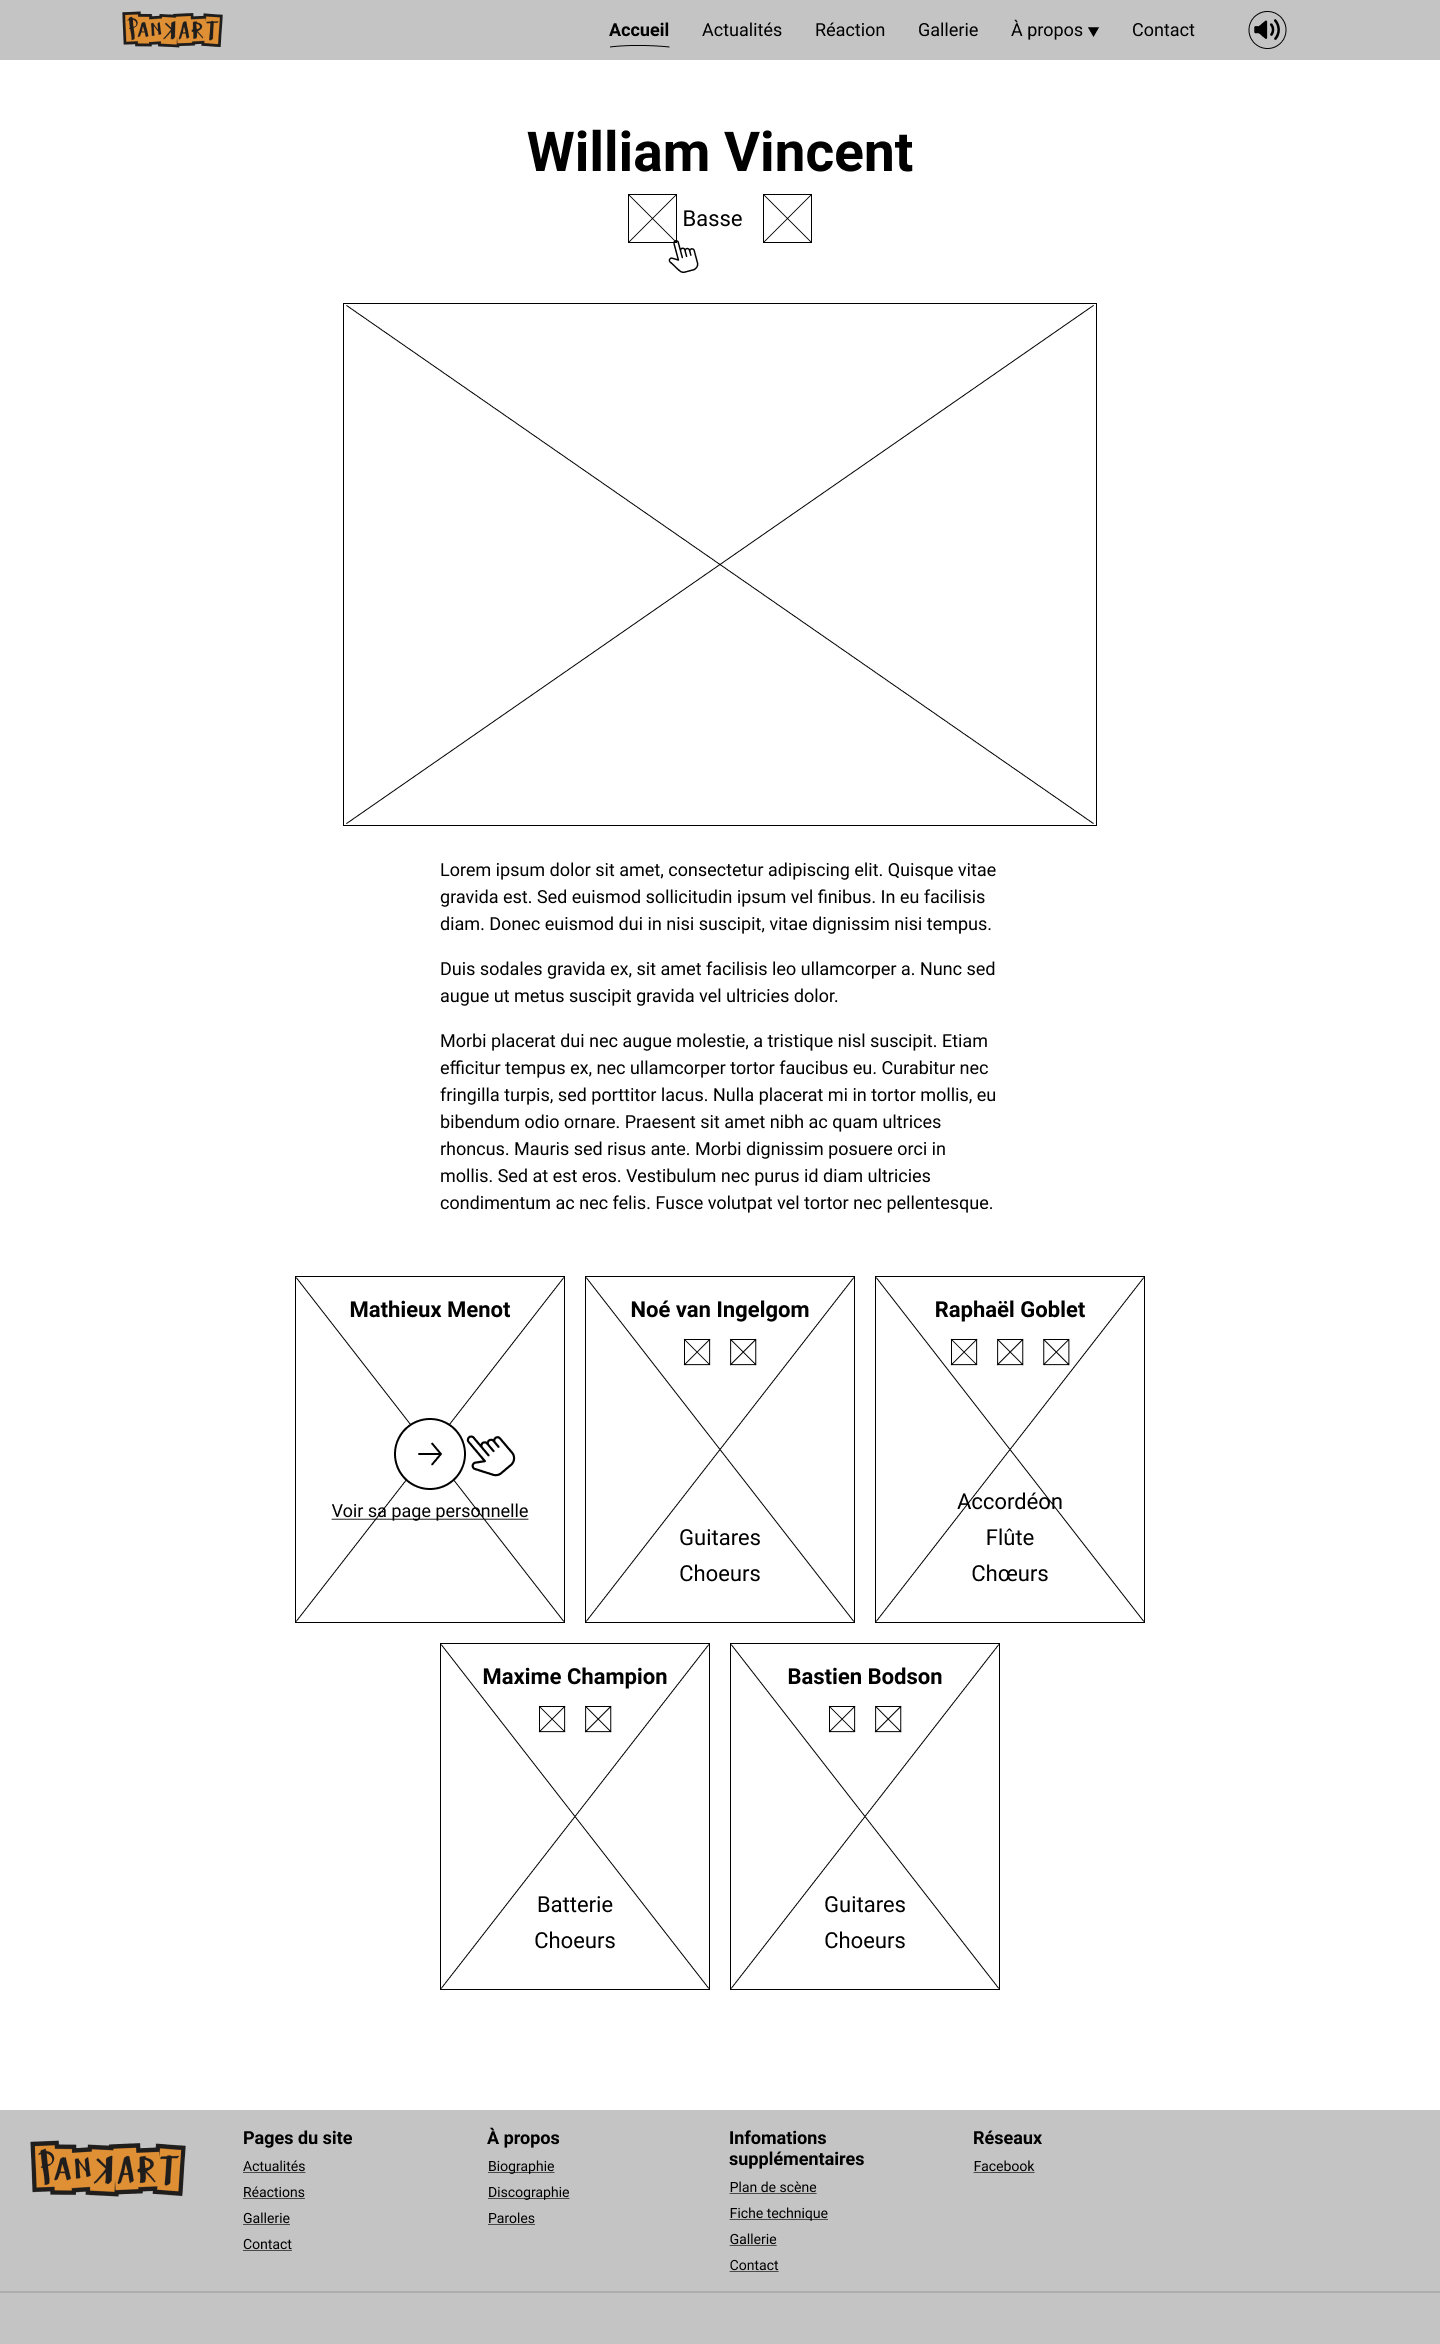 PANKART
Accueil Actualités Réaction Gallerie À propos ▼ Contact
William Vincent
Basse
Lorem ipsum dolor sit amet, consectetur adipiscing elit. Quisque vitae
gravida est. Sed euismod sollicitudin ipsum vel finibus. In eu facilisis
diam. Donec euismod dui in nisi suscipit, vitae dignissim nisi tempus.
Duis sodales gravida ex, sit amet facilisis leo ullamcorper a. Nunc sed
augue ut metus suscipit gravida vel ultricies dolor.
Morbi placerat dui nec augue molestie, a tristique nisl suscipit. Etiam
efficitur tempus ex, nec ullamcorper tortor faucibus eu. Curabitur nec
fringilla turpis, sed porttitor lacus. Nulla placerat mi in tortor mollis, eu
bibendum odio ornare. Praesent sit amet nibh ac quam ultrices
rhoncus. Mauris sed risus ante. Morbi dignissim posuere orci in
mollis. Sed at est eros. Vestibulum nec purus id diam ultricies
condimentum ac nec felis. Fusce volutpat vel tortor nec pellentesque.
Mathieux Menot
Voir sa page personnelle
Noé van Ingelgom
Guitares
Choeurs
Raphaël Goblet
Accordéon
Flûte
Chœurs
Maxime Champion
Batterie
Choeurs
Bastien Bodson
Guitares
Choeurs
PANKART
Pages du site
Actualités
Réactions
Gallerie
Contact
À propos
Biographie
Discographie
Paroles
Infomations
supplémentaires
Plan de scène
Fiche technique
Gallerie
Contact
Réseaux
Facebook